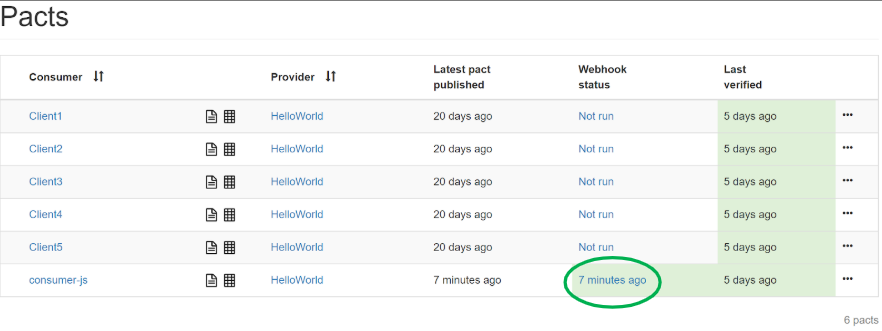 Pacts
Consumer Provider Latest pact published Webhook status Last verified
Client1 HelloWorld 20 days ago Not run 5 days ago ...
Client2 HelloWorld 20 days ago Not run 5 days ago ...
Client3 HelloWorld 20 days ago Not run 5 days ago ...
Client4 HelloWorld 20 days ago Not run 5 days ago ...
Client5 HelloWorld 20 days ago Not run 5 days ago ...
consumer-js HelloWorld 7 minutes ago 7 minutes ago 5 days ago ...
6 pacts